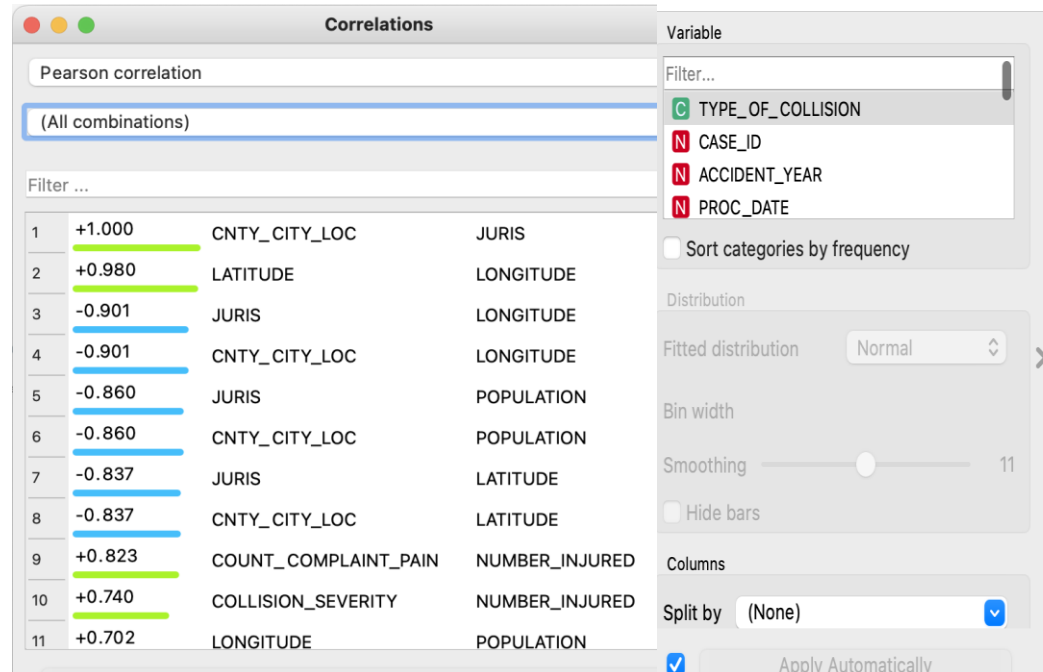 Correlations
Pearson correlation
(All combinations)
Filter ...
1 +1.000 CNTY_CITY_LOC JURIS
2 +0.980 LATITUDE LONGITUDE
3 -0.901 JURIS LONGITUDE
4 -0.901 CNTY_CITY_LOC LONGITUDE
5 -0.860 JURIS POPULATION
6 -0.860 CNTY_CITY_LOC POPULATION
7 -0.837 JURIS LATITUDE
8 -0.837 CNTY_CITY_LOC LATITUDE
9 +0.823 COUNT_COMPLAINT_PAIN NUMBER_INJURED
10 +0.740 COLLISION_SEVERITY NUMBER_INJURED
11 +0.702 LONGITUDE POPULATION
Variable
Filter...
C TYPE_OF_COLLISION
N CASE_ID
N ACCIDENT_YEAR
N PROC_DATE
Sort categories by frequency
Distribution
Fitted distribution Normal
Bin width
Smoothing 11
Hide bars
Columns
Split by (None)
Apply Automatically